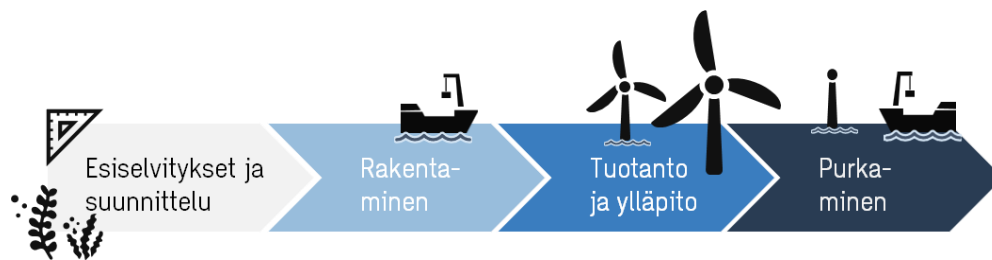 Esiselvitykset ja
suunnittelu
Rakenta-
minen
Tuotanto
ja ylläpito
Purka-
minen